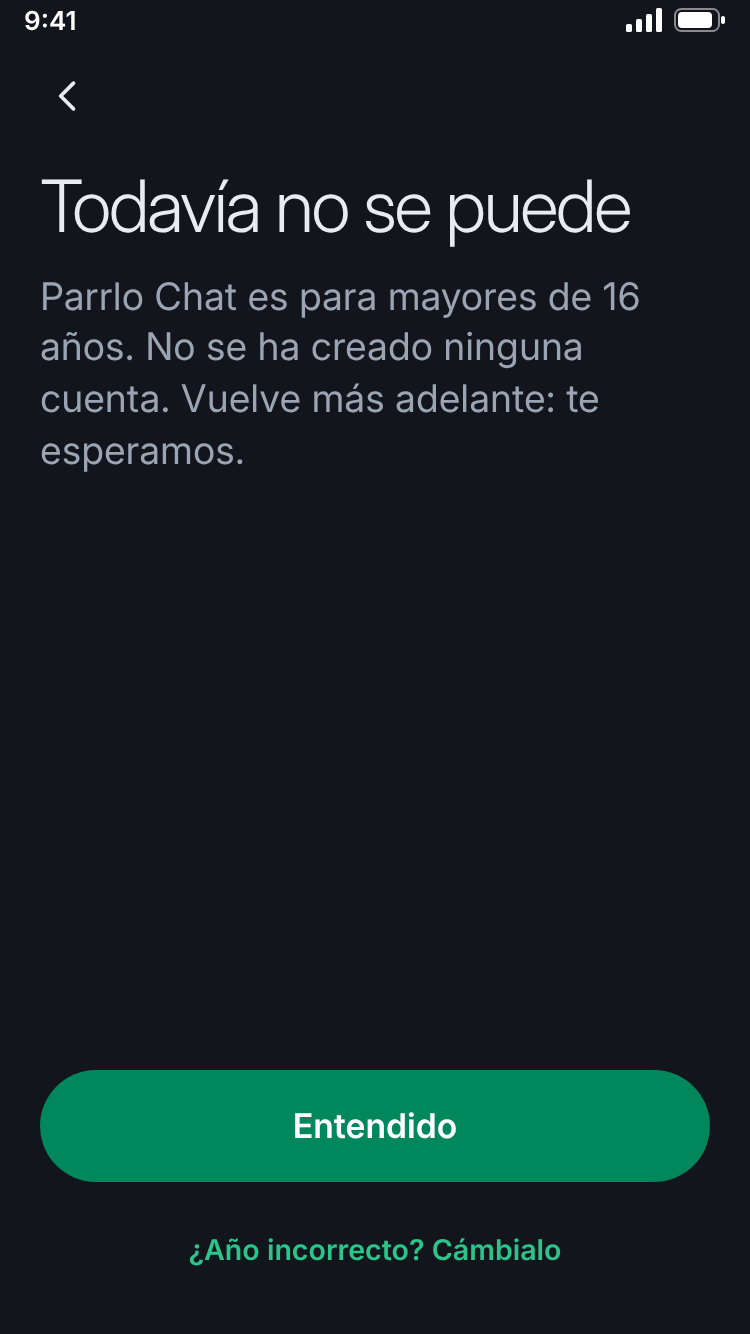 9:41
Todavía no se puede
Parrlo Chat es para mayores de 16
años. No se ha creado ninguna
cuenta. Vuelve más adelante: te
esperamos.
Entendido
¿Año incorrecto? Cámbialo